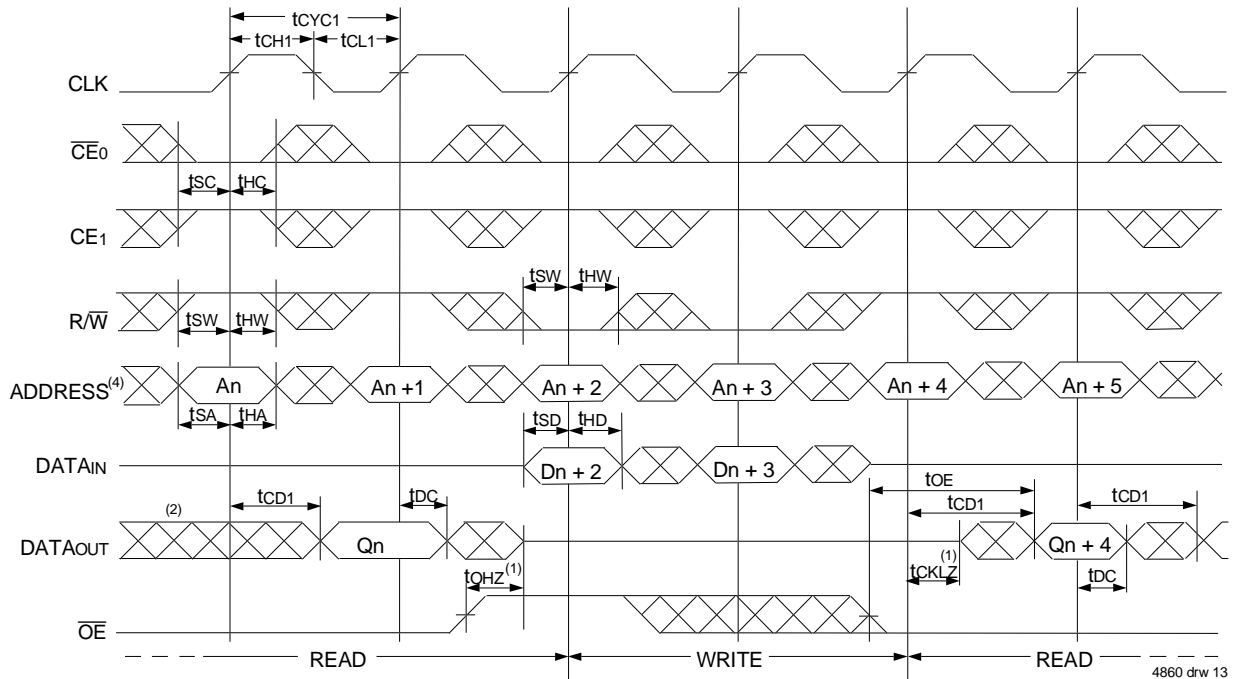 tCYC1
tCH1 tCL1
CLK
CE0
tSC tHC
CE1
tSW tHW
R/W
tSW tHW
ADDRESS(4) An An + 1 An + 2 An + 3 An + 4 An + 5
tSA tHA tSD tHD
DATAIN Dn + 2 Dn + 3
tOE
tCD1 tDC tCD1 tCD1
(2)
DATAOUT Qn Qn + 4
tOHZ(1) tCKLZ(1) tDC
OE
READ WRITE READ
4860 drw 13